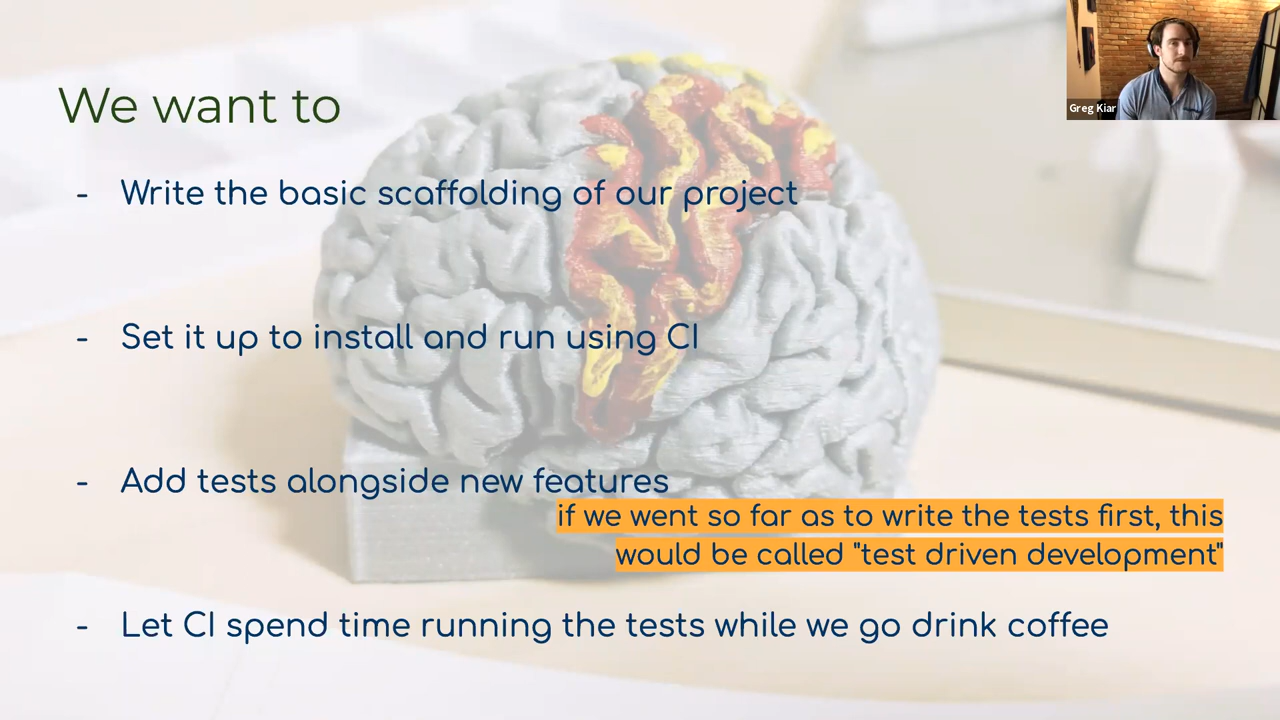 Greg Kiar
We want to
- Write the basic scaffolding of our project
- Set it up to install and run using CI
- Add tests alongside new features
if we went so far as to write the tests first, this
would be called "test driven development"
- Let CI spend time running the tests while we go drink coffee